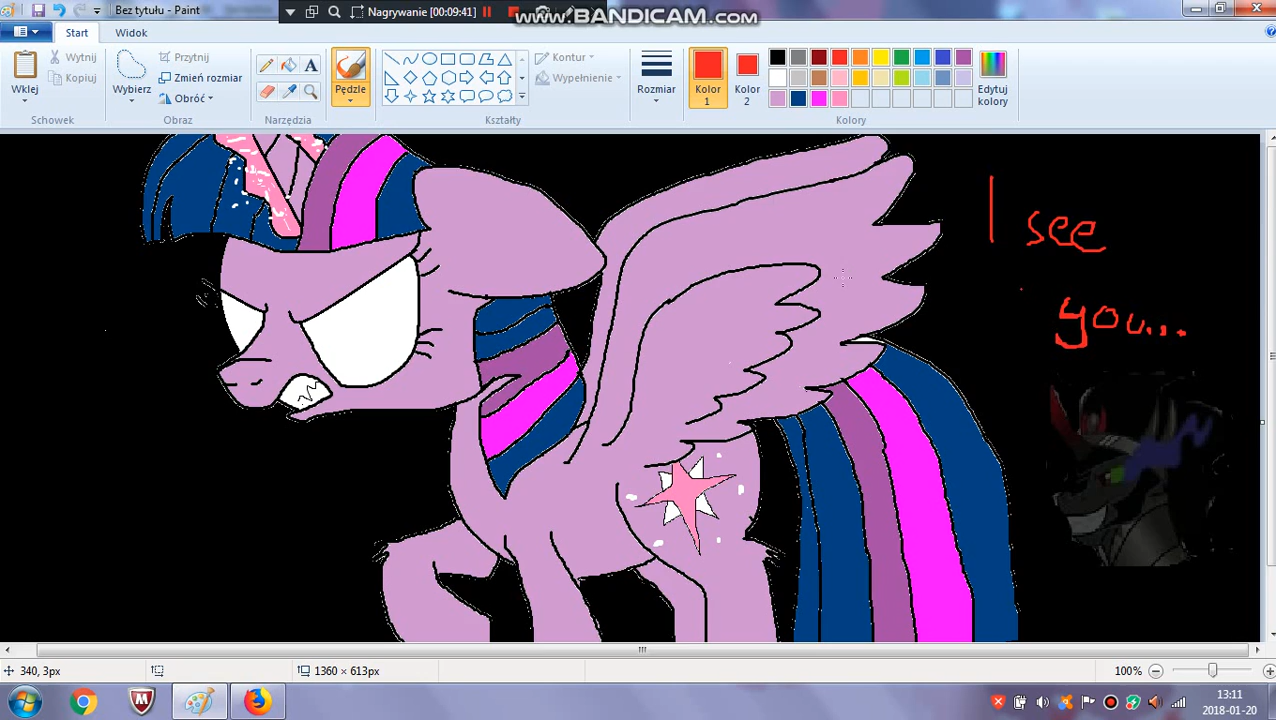 Bez tytułu - Paint
Nagrywanie [00:09:41]
www.BANDICAM.com
Start
Widok
Wklej
Wytnij
Kopiuj
Schowek
Wybierz
Przytnij
Zmień rozmiar
Obróć
Obraz
A
Narzędzia
Pędzle
Kształty
Kontur
Wypełnienie
Rozmiar
Kolor
1
Kolor
2
Kolory
Edytuj
kolory
I see
you...
340, 3px
1360 × 613px
100%
13:11
2018-01-20